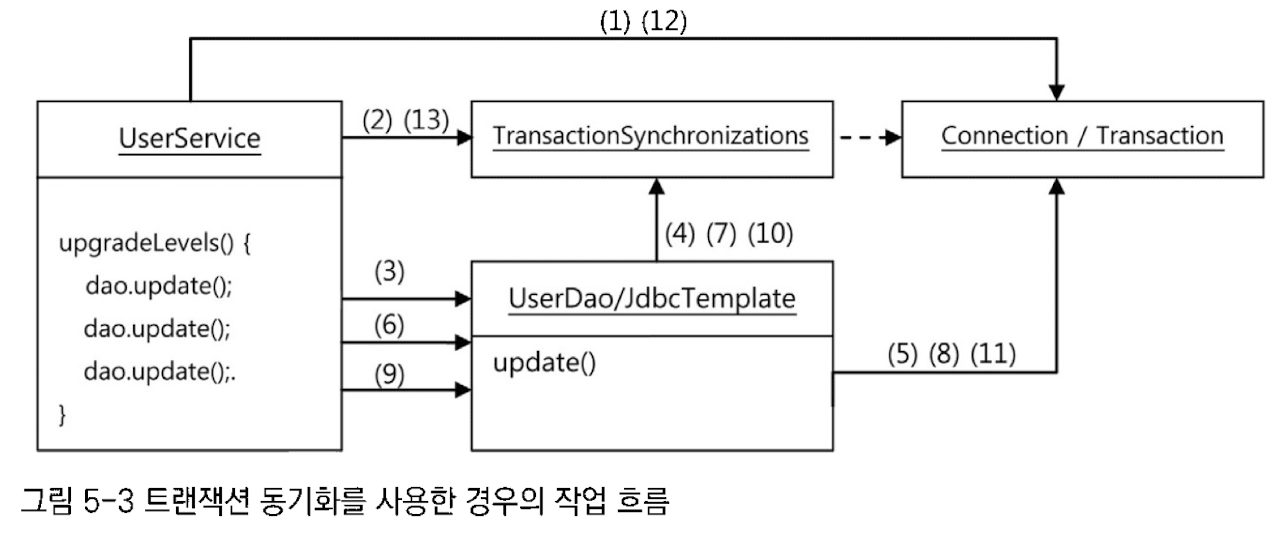 (1) (12)
UserService
(2) (13)
TransactionSynchronizations
Connection / Transaction
upgradeLevels() {
dao.update();
dao.update();
dao.update();.
}
(3)
(6)
(9)
(4) (7) (10)
UserDao/JdbcTemplate
update()
(5) (8) (11)
그림 5-3 트랜잭션 동기화를 사용한 경우의 작업 흐름